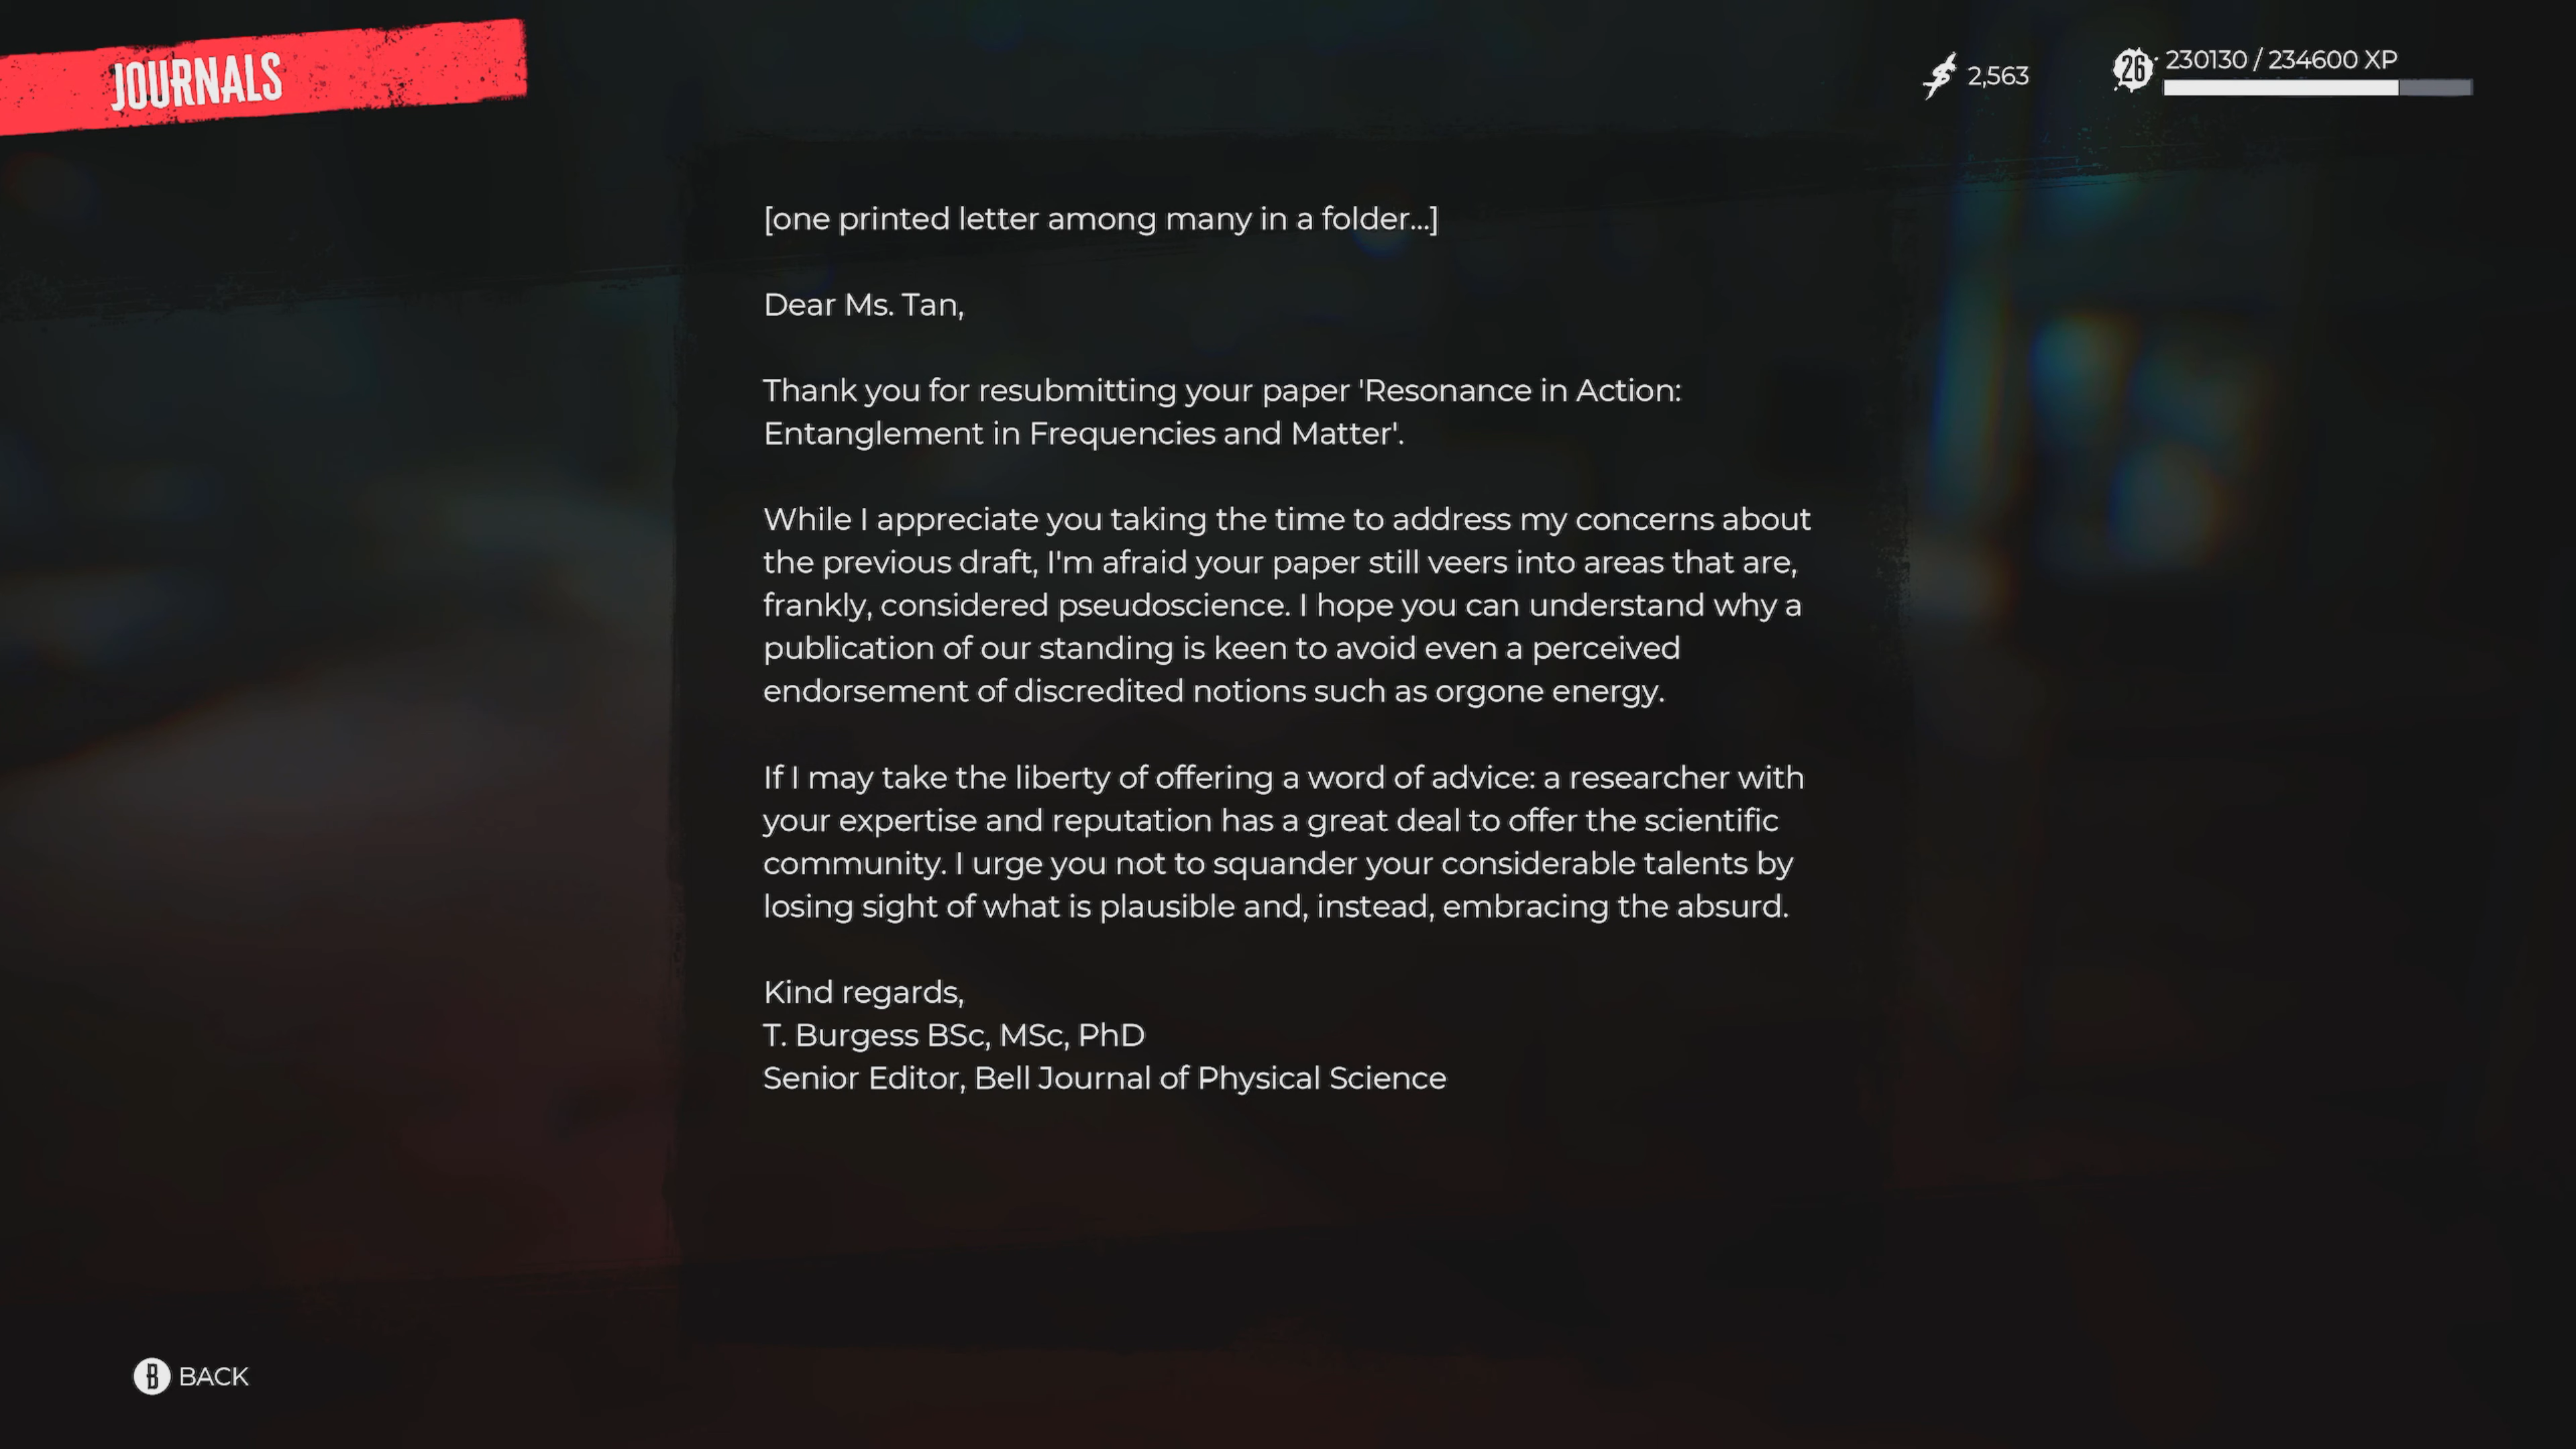 JOURNALS
2,563
26
230130 / 234600 XP
[one printed letter among many in a folder...]
Dear Ms. Tan,
Thank you for resubmitting your paper 'Resonance in Action:
Entanglement in Frequencies and Matter'.
While I appreciate you taking the time to address my concerns about
the previous draft, I'm afraid your paper still veers into areas that are,
frankly, considered pseudoscience. I hope you can understand why a
publication of our standing is keen to avoid even a perceived
endorsement of discredited notions such as orgone energy.
If I may take the liberty of offering a word of advice: a researcher with
your expertise and reputation has a great deal to offer the scientific
community. I urge you not to squander your considerable talents by
losing sight of what is plausible and, instead, embracing the absurd.
Kind regards,
T. Burgess BSc, MSc, PhD
Senior Editor, Bell Journal of Physical Science
B BACK